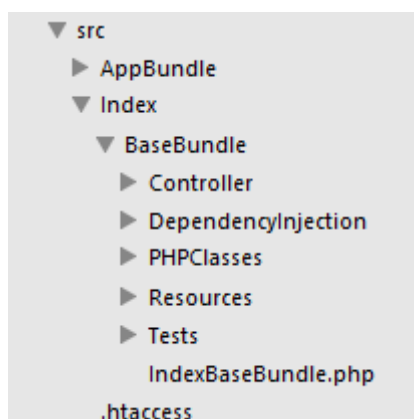 src
AppBundle
Index
BaseBundle
Controller
DependencyInjection
PHPClasses
Resources
Tests
IndexBaseBundle.php
.htaccess